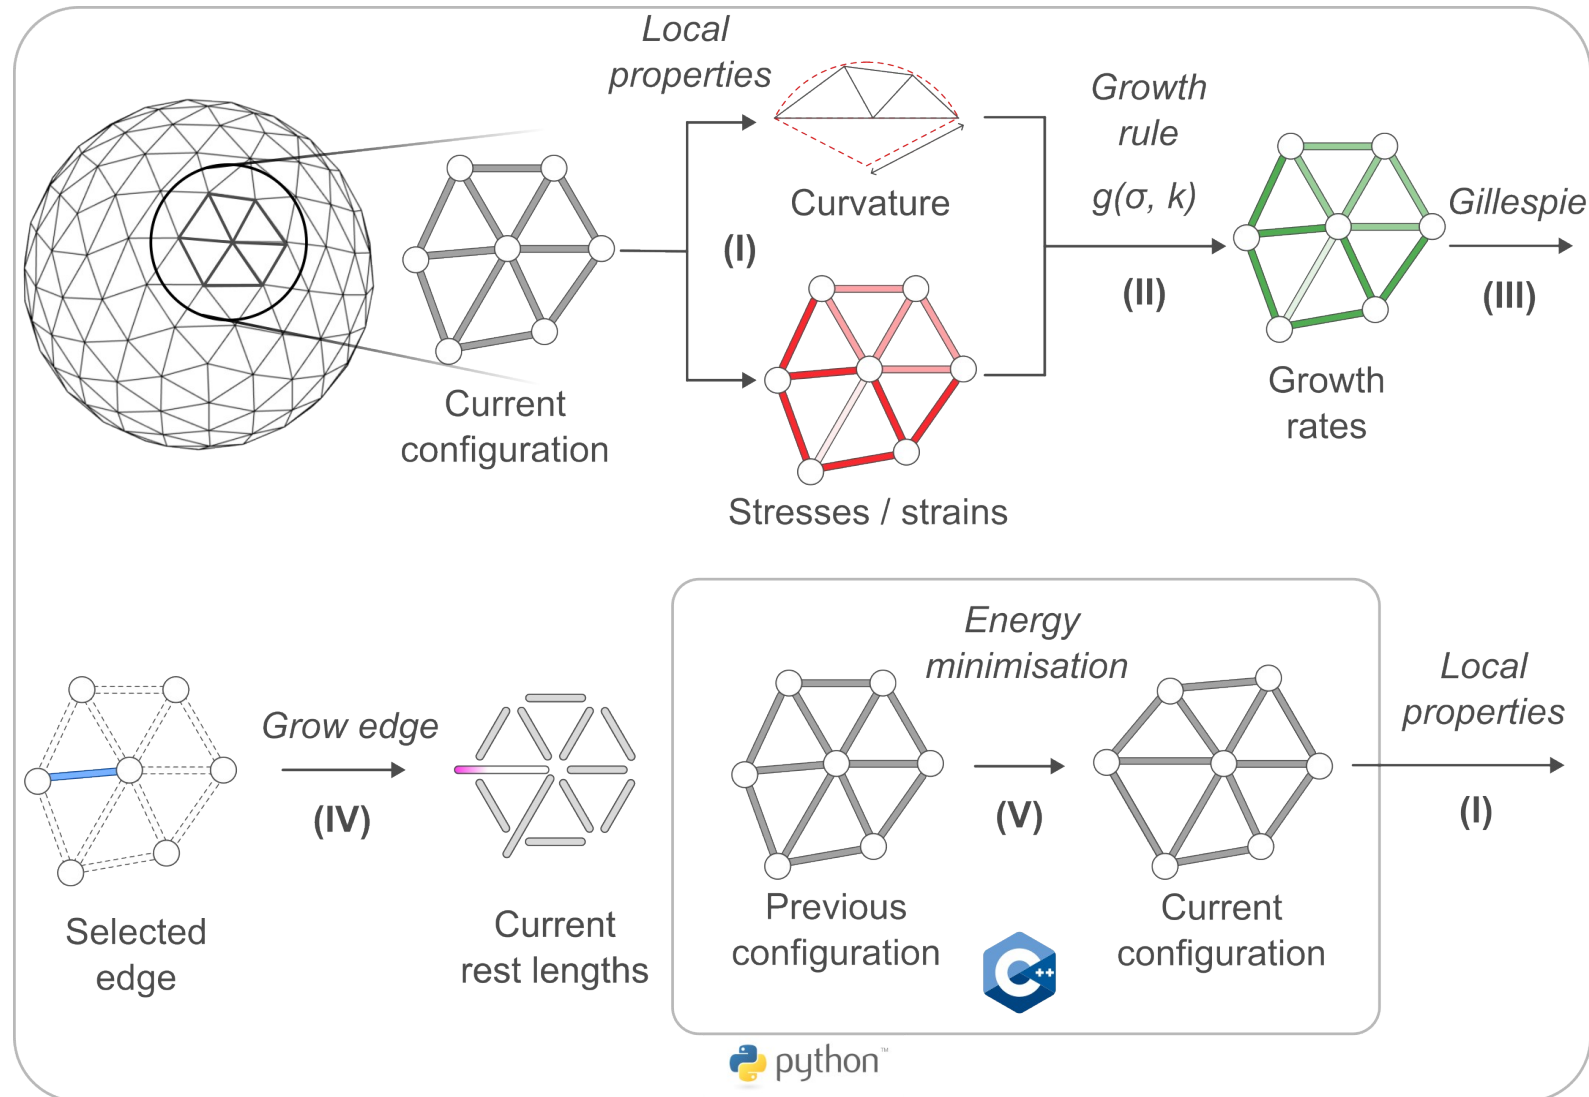 Local
properties
Growth
rule
g(σ, k)
Gillespie
Curvature
(I)
(II)
(III)
Current
configuration
Growth
rates
Stresses / strains
Energy
minimisation
Local
properties
Grow edge
(IV)
(V)
(I)
Selected
edge
Current
rest lengths
Previous
configuration
Current
configuration
C++
python™